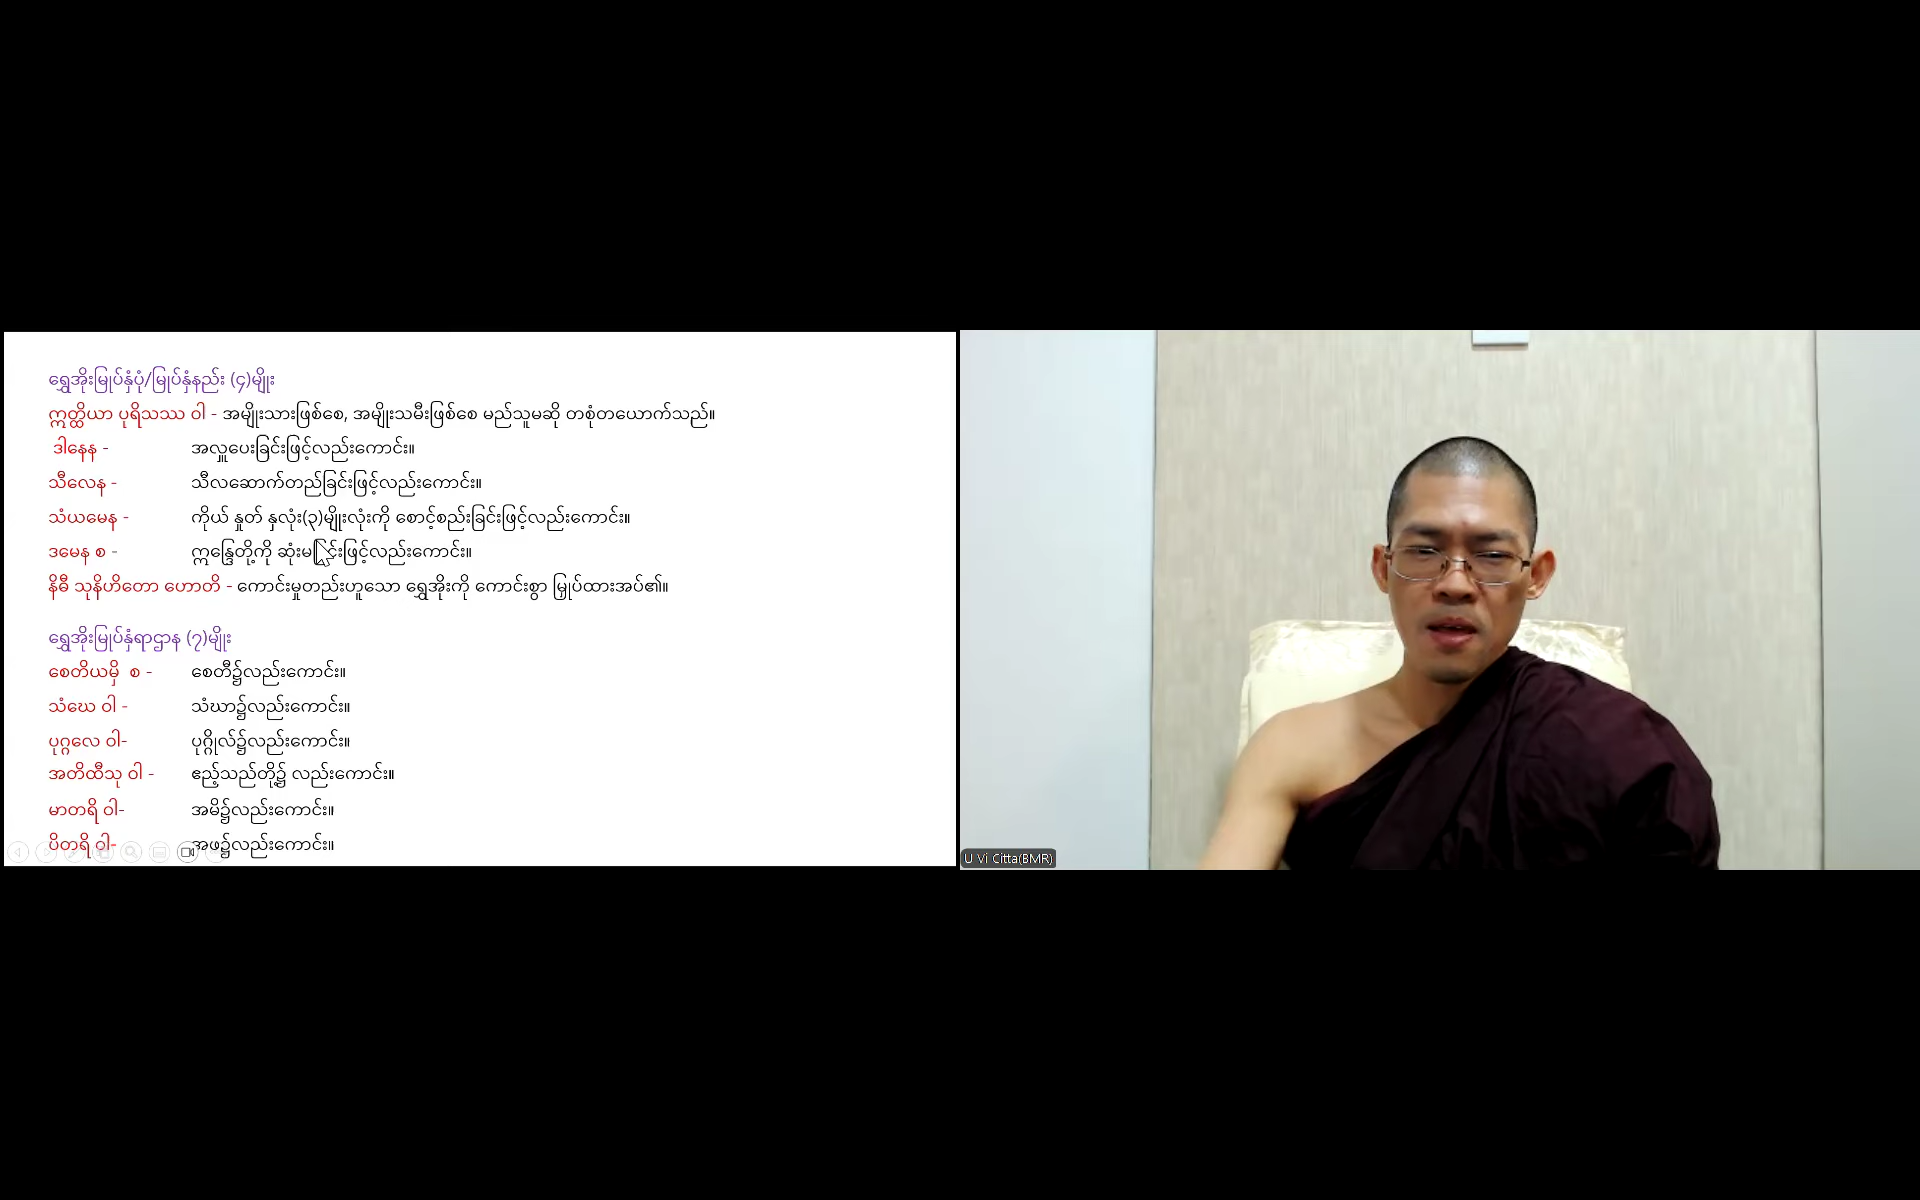 ရွှေအိုးမြှုပ်နှံပုံ/မြှုပ်နှံနည်း (၄)မျိုး
ဣတ္ထိယာ ပုရိသဿ ဝါ - အမျိုးသားဖြစ်စေ, အမျိုးသမီးဖြစ်စေ မည်သူမဆို တစုံတယောက်သည်။
ဒါနေန - အလှူပေးခြင်းဖြင့်လည်းကောင်း။
သီလေန - သီလဆောက်တည်ခြင်းဖြင့်လည်းကောင်း။
သံယမေန - ကိုယ် နှုတ် နှလုံး(၃)မျိုးလုံးကို စောင့်စည်းခြင်းဖြင့်လည်းကောင်း။
ဒမေန စ - ဣန္ဒြေတို့ကို ဆုံးမခြင်းဖြင့်လည်းကောင်း။
နိဓီ သုနိဟိတော ဟောတိ - ကောင်းမှုတည်းဟူသော ရွှေအိုးကို ကောင်းစွာ မြှုပ်ထားအပ်၏။
ရွှေအိုးမြှုပ်နှံရာဌာန (၇)မျိုး
စေတိယမှိ စ - စေတီ၌လည်းကောင်း။
သံဃေ ဝါ - သံဃာ၌လည်းကောင်း။
ပုဂ္ဂလေ ဝါ- ပုဂ္ဂိုလ်၌လည်းကောင်း။
အတိထီသု ဝါ - ဧည့်သည်တို့၌ လည်းကောင်း။
မာတရိ ဝါ- အမိ၌လည်းကောင်း။
ပိတရိ ဝါ- အဖ၌လည်းကောင်း။
U Vi Citta(BMR)